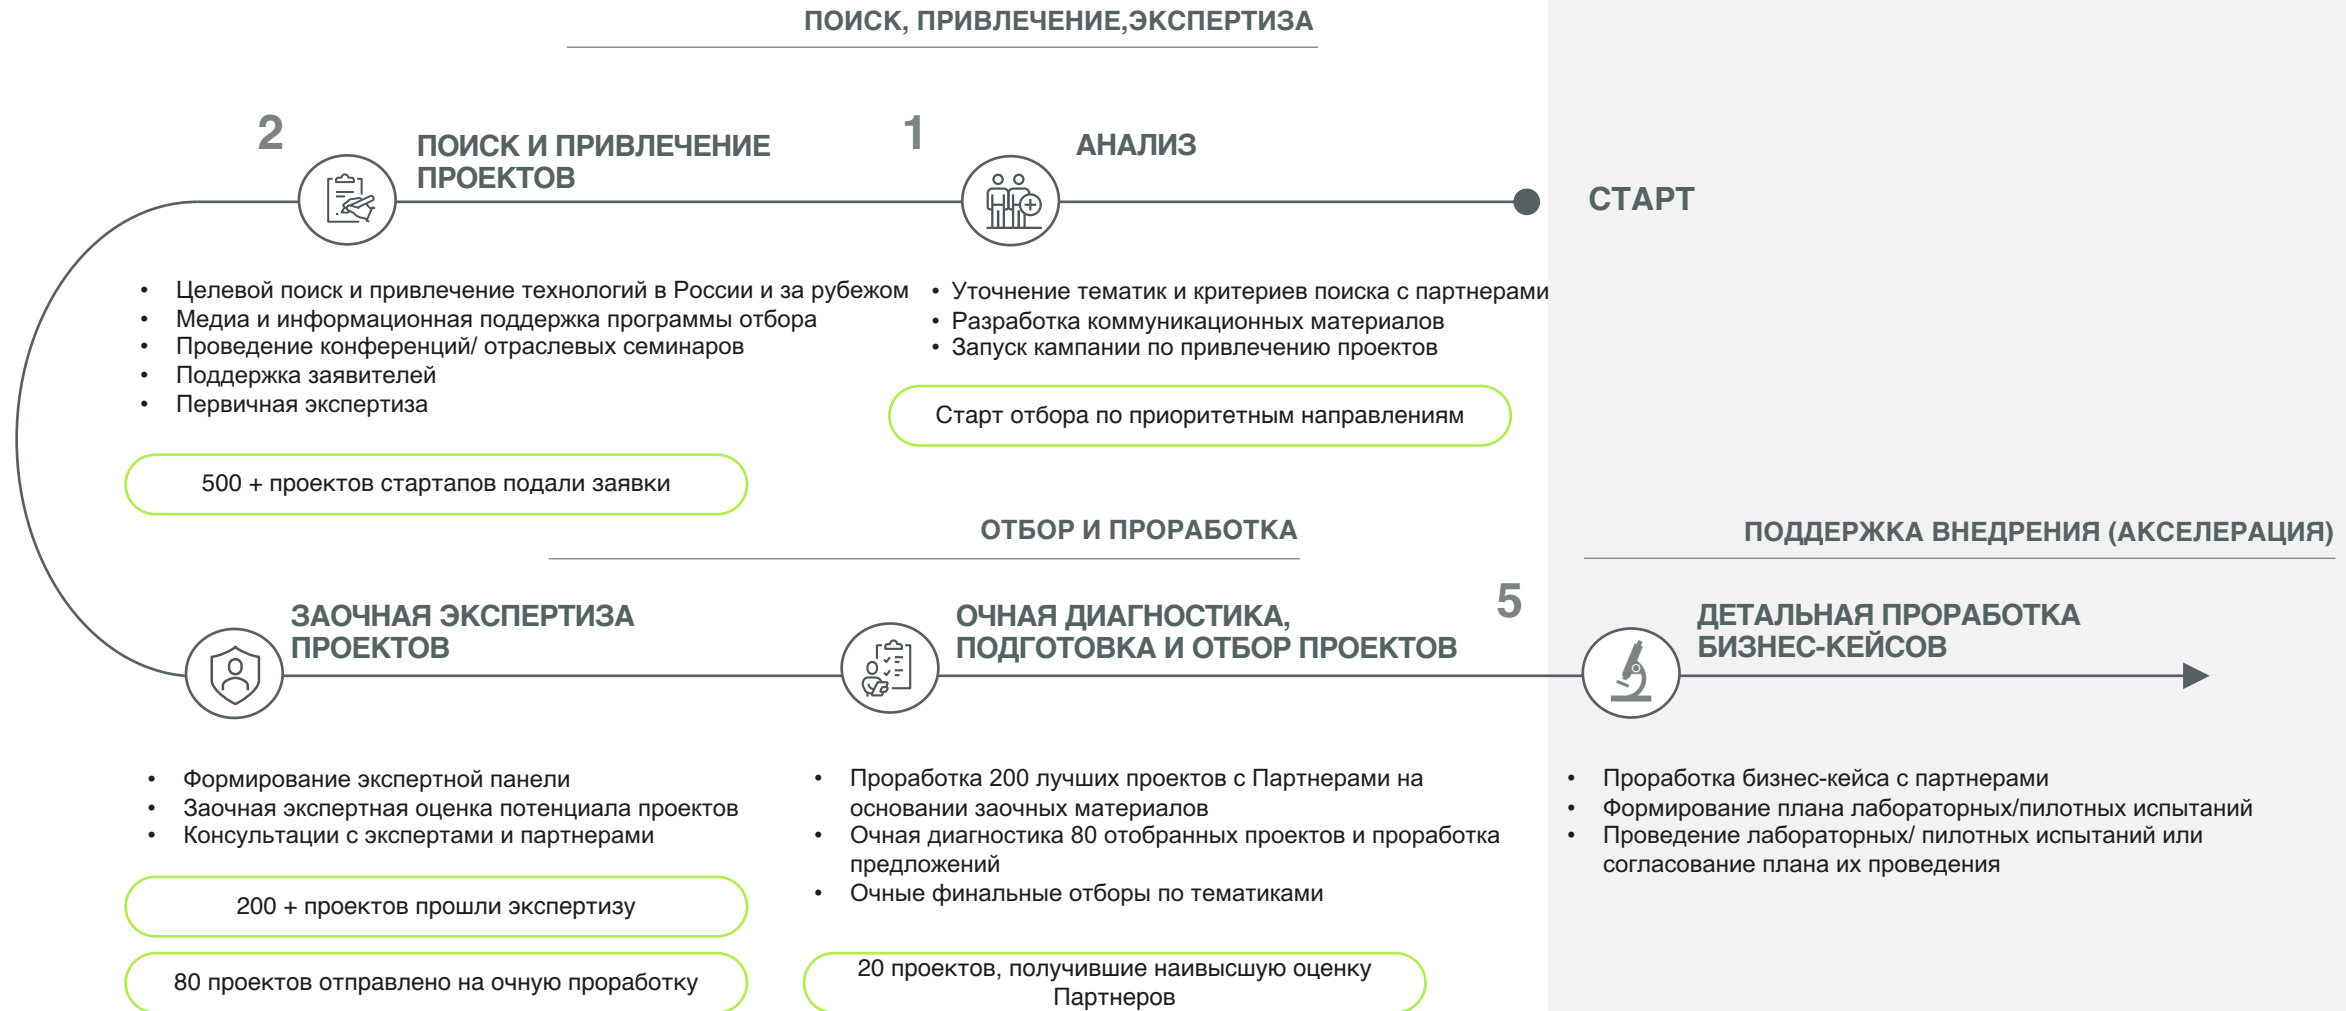 ПОИСК, ПРИВЛЕЧЕНИЕ,ЭКСПЕРТИЗА
2
ПОИСК И ПРИВЛЕЧЕНИЕ
ПРОЕКТОВ
1
АНАЛИЗ
СТАРТ
• Целевой поиск и привлечение технологий в России и за рубежом
• Медиа и информационная поддержка программы отбора
• Проведение конференций/ отраслевых семинаров
• Поддержка заявителей
• Первичная экспертиза
500 + проектов стартапов подали заявки
• Уточнение тематик и критериев поиска с партнерами
• Разработка коммуникационных материалов
• Запуск кампании по привлечению проектов
Старт отбора по приоритетным направлениям
ОТБОР И ПРОРАБОТКА
ПОДДЕРЖКА ВНЕДРЕНИЯ (АКСЕЛЕРАЦИЯ)
ЗАОЧНАЯ ЭКСПЕРТИЗА
ПРОЕКТОВ
ОЧНАЯ ДИАГНОСТИКА,
ПОДГОТОВКА И ОТБОР ПРОЕКТОВ
5
ДЕТАЛЬНАЯ ПРОРАБОТКА
БИЗНЕС-КЕЙСОВ
• Формирование экспертной панели
• Заочная экспертная оценка потенциала проектов
• Консультации с экспертами и партнерами
200 + проектов прошли экспертизу
80 проектов отправлено на очную проработку
• Проработка 200 лучших проектов с Партнерами на
основании заочных материалов
• Очная диагностика 80 отобранных проектов и проработка
предложений
• Очные финальные отборы по тематиками
20 проектов, получившие наивысшую оценку
Партнеров
• Проработка бизнес-кейса с партнерами
• Формирование плана лабораторных/пилотных испытаний
• Проведение лабораторных/ пилотных испытаний или
согласование плана их проведения